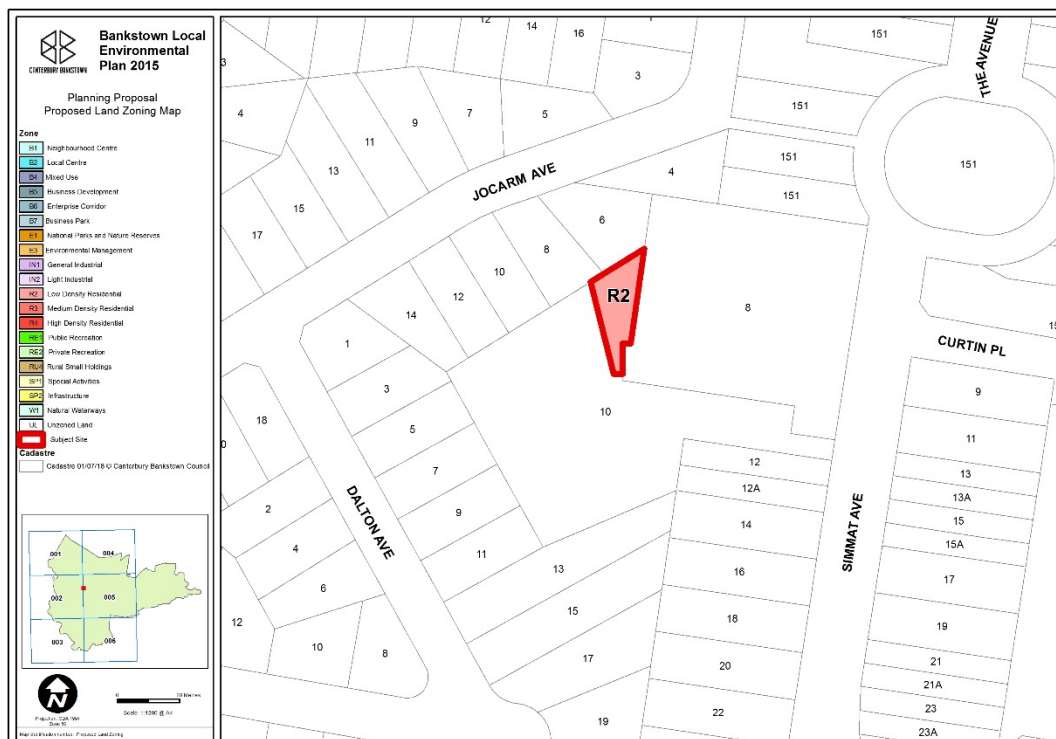 Bankstown Local
Environmental
Plan 2015
CANTERBURY BANKSTOWN
Planning Proposal
Proposed Land Zoning Map
Zone
B1 Neighbourhood Centre
B2 Local Centre
B4 Mixed Use
B5 Business Development
B6 Enterprise Corridor
B7 Business Park
E1 National Parks and Nature Reserves
E3 Environmental Management
IN1 General Industrial
IN2 Light Industrial
R2 Low Density Residential
R3 Medium Density Residential
R4 High Density Residential
RE1 Public Recreation
RE2 Private Recreation
RU4 Rural Small Holdings
SP1 Special Activities
SP2 Infrastructure
W1 Natural Waterways
UL Unzoned Land
Subject Site
Cadastre
Cadastre 01/07/18 © Canterbury Bankstown Council
001
004
002
005
003
006
N
Scale: 1:1200 @ A4
12
14
16
151
THE AVENUE
3
3
4
9
7
5
151
11
13
JOCARM AVE
4
151
151
151
15
6
17
8
10
R2
8
12
14
1
15
CURTIN PL
3
9
18
10
5
11
0
12
7
13
12A
13A
DALTON AVE
2
9
14
15
SIMMAT AVE
15A
4
11
13
16
17
6
15
18
19
12
10
8
17
20
21
21A
19
22
23
23A